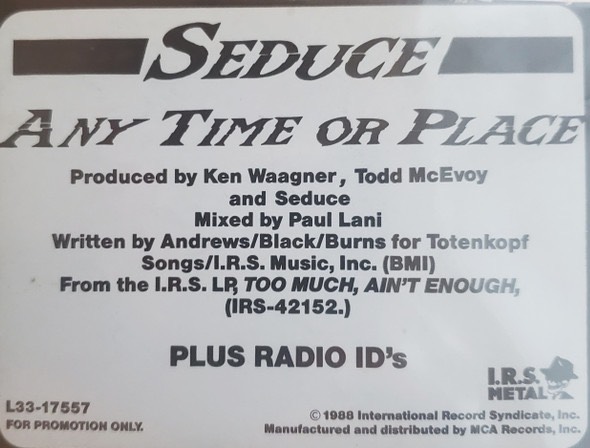 SEDUCE
ANY TIME OR PLACE
Produced by Ken Waagner, Todd McEvoy
and Seduce
Mixed by Paul Lani
Written by Andrews/Black/Burns for Totenkopf
Songs/I.R.S. Music, Inc. (BMI)
From the I.R.S. LP, TOO MUCH, AIN'T ENOUGH,
(IRS-42152.)
PLUS RADIO ID's
I.R.S.
METAL
L33-17557
FOR PROMOTION ONLY.
© 1988 International Record Syndicate, Inc.
Manufactured and distributed by MCA Records, Inc.